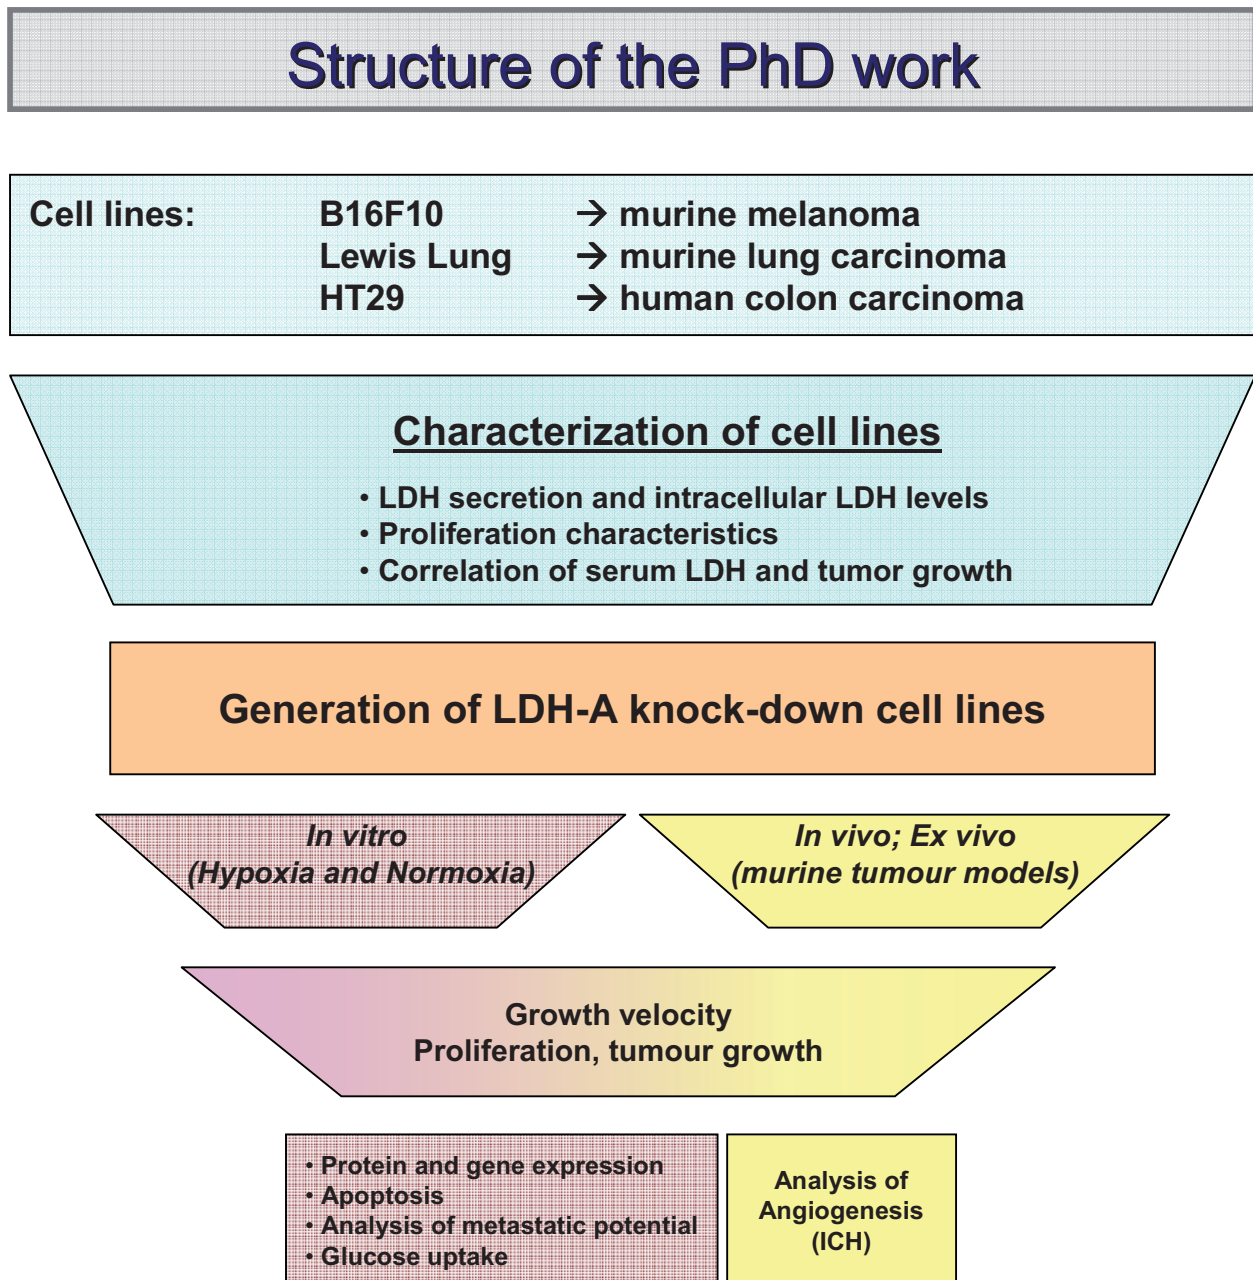 Structure of the PhD work
Cell lines: B16F10 → murine melanoma
Lewis Lung → murine lung carcinoma
HT29 → human colon carcinoma
Characterization of cell lines
• LDH secretion and intracellular LDH levels
• Proliferation characteristics
• Correlation of serum LDH and tumor growth
Generation of LDH-A knock-down cell lines
In vitro
(Hypoxia and Normoxia)
In vivo; Ex vivo
(murine tumour models)
Growth velocity
Proliferation, tumour growth
• Protein and gene expression
• Apoptosis
• Analysis of metastatic potential
• Glucose uptake
Analysis of
Angiogenesis
(ICH)